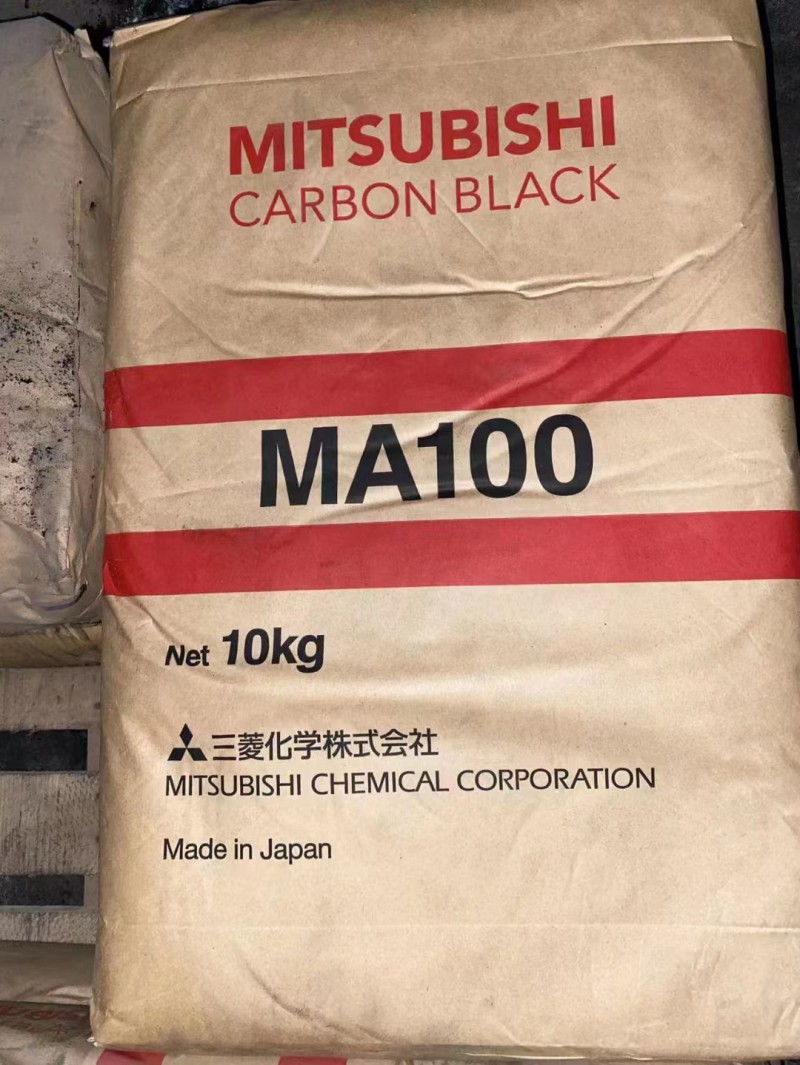 MITSUBISHI
CARBON BLACK
MA100
Net 10kg
三菱化学株式会社
MITSUBISHI CHEMICAL CORPORATION
Made in Japan